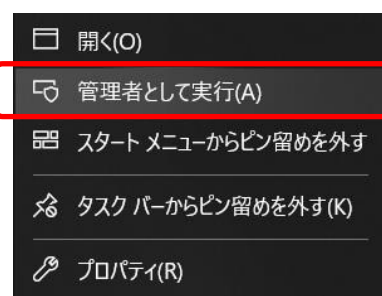 開く(O)
管理者として実行(A)
スタート メニューからピン留めを外す
タスク バーからピン留めを外す(K)
プロパティ(R)